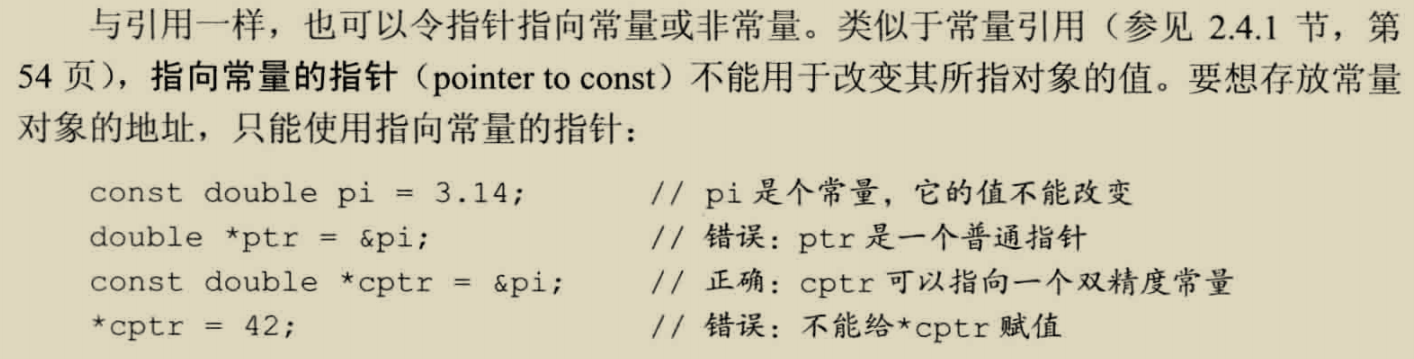 与引用一样，也可以令指针指向常量或非常量。类似于常量引用（参见 2.4.1 节，第
54 页），指向常量的指针（pointer to const）不能用于改变其所指对象的值。要想存放常量
对象的地址，只能使用指向常量的指针：
const double pi = 3.14; // pi 是个常量，它的值不能改变
double *ptr = &pi; // 错误：ptr 是一个普通指针
const double *cptr = &pi; // 正确：cptr 可以指向一个双精度常量
*cptr = 42; // 错误：不能给*cptr 赋值